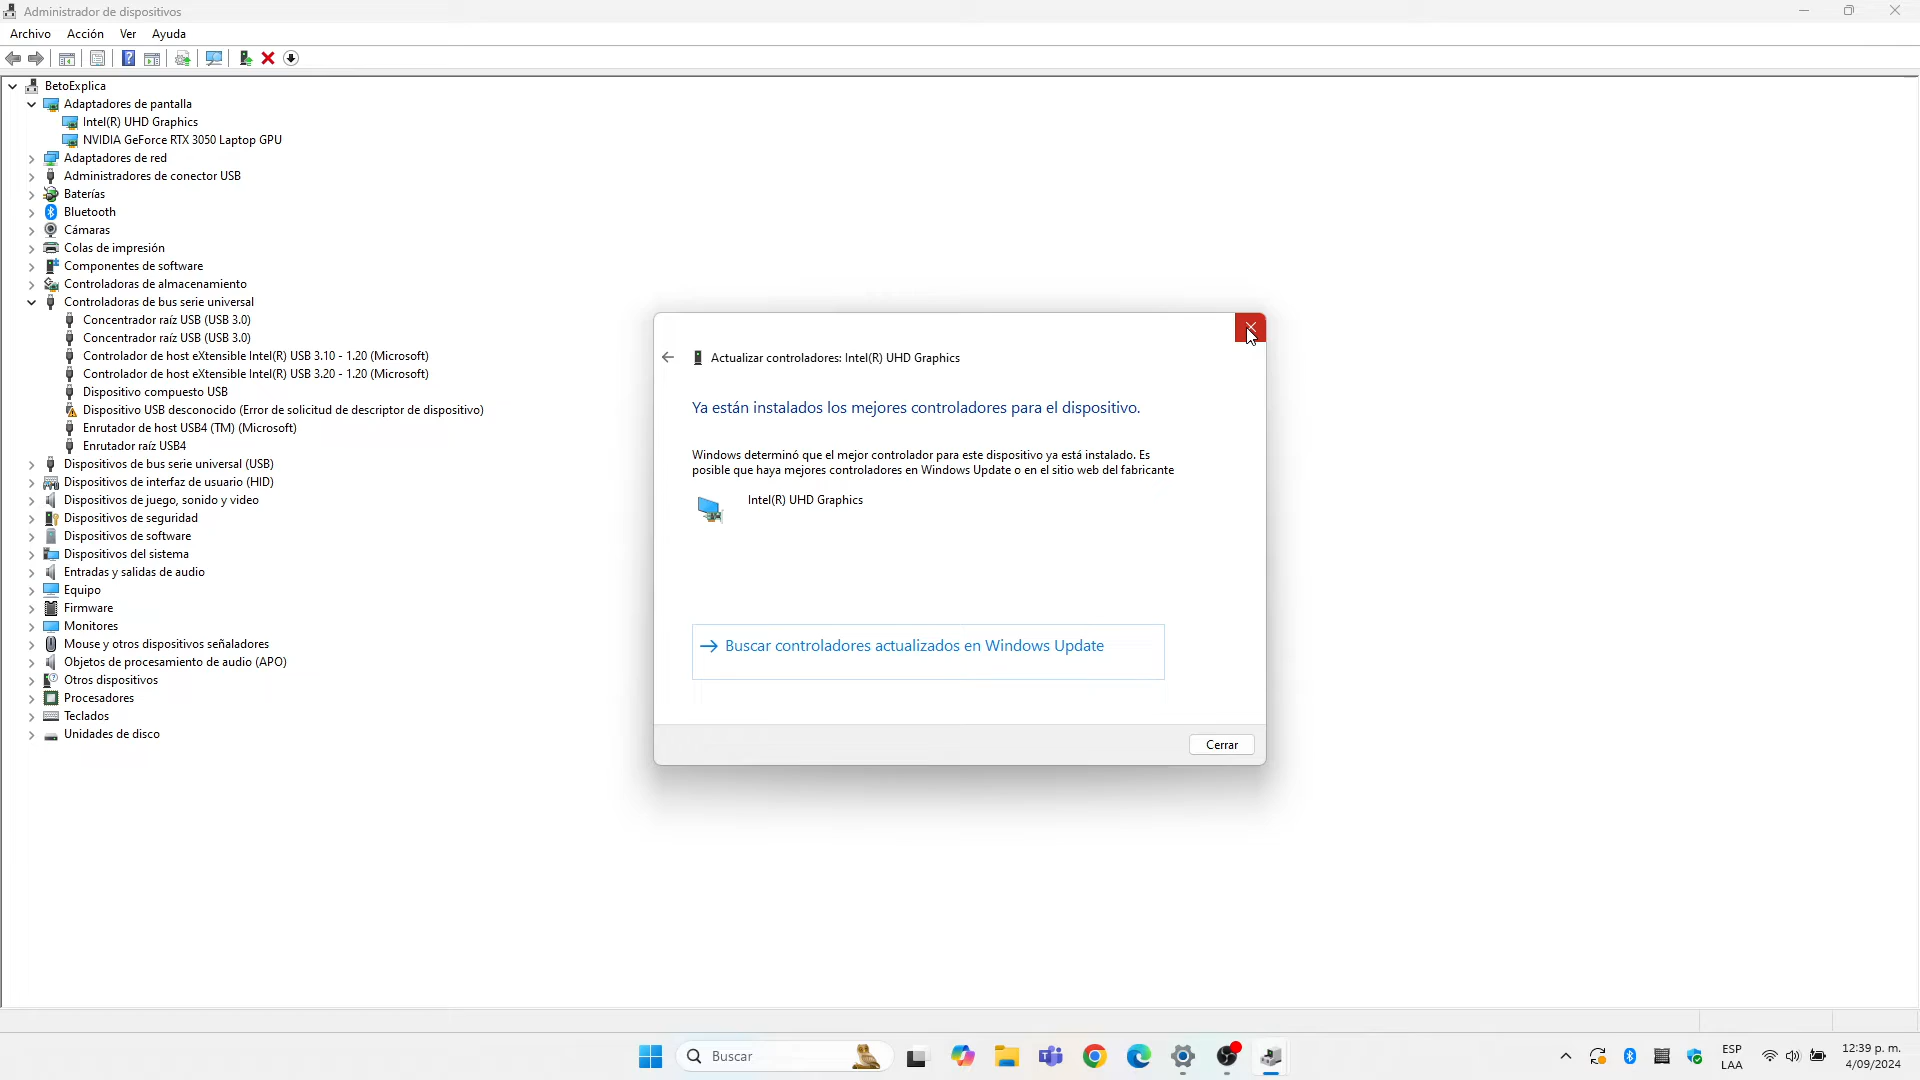 Administrador de dispositivos
Archivo Acción Ver Ayuda
BetoExplica
Adaptadores de pantalla
Intel(R) UHD Graphics
NVIDIA GeForce RTX 3050 Laptop GPU
Adaptadores de red
Administradores de conector USB
Baterías
Bluetooth
Cámaras
Colas de impresión
Componentes de software
Controladoras de almacenamiento
Controladoras de bus serie universal
Concentrador raíz USB (USB 3.0)
Concentrador raíz USB (USB 3.0)
Controlador de host eXtensible Intel(R) USB 3.10 - 1.20 (Microsoft)
Controlador de host eXtensible Intel(R) USB 3.20 - 1.20 (Microsoft)
Dispositivo compuesto USB
Dispositivo USB desconocido (Error de solicitud de descriptor de dispositivo)
Enrutador de host USB4 (TM) (Microsoft)
Enrutador raíz USB4
Dispositivos de bus serie universal (USB)
Dispositivos de interfaz de usuario (HID)
Dispositivos de juego, sonido y video
Dispositivos de seguridad
Dispositivos de software
Dispositivos del sistema
Entradas y salidas de audio
Equipo
Firmware
Monitores
Mouse y otros dispositivos señaladores
Objetos de procesamiento de audio (APO)
Otros dispositivos
Procesadores
Teclados
Unidades de disco
Actualizar controladores: Intel(R) UHD Graphics
Ya están instalados los mejores controladores para el dispositivo.
Windows determinó que el mejor controlador para este dispositivo ya está instalado. Es
posible que haya mejores controladores en Windows Update o en el sitio web del fabricante
Intel(R) UHD Graphics
Buscar controladores actualizados en Windows Update
Cerrar
Buscar
ESP
LAA
12:39 p. m.
4/09/2024